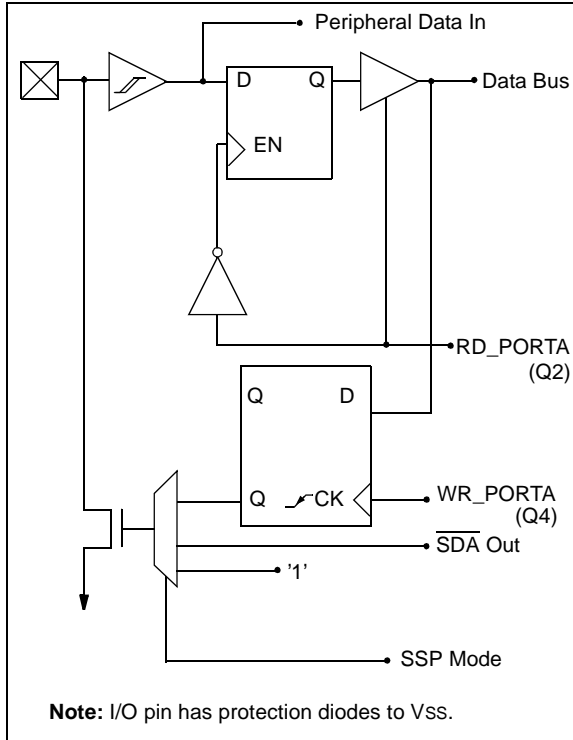 Peripheral Data In
D Q
Data Bus
EN
RD_PORTA
(Q2)
Q D
Q CK
WR_PORTA
(Q4)
SDA Out
'1'
SSP Mode
Note: I/O pin has protection diodes to VSS.